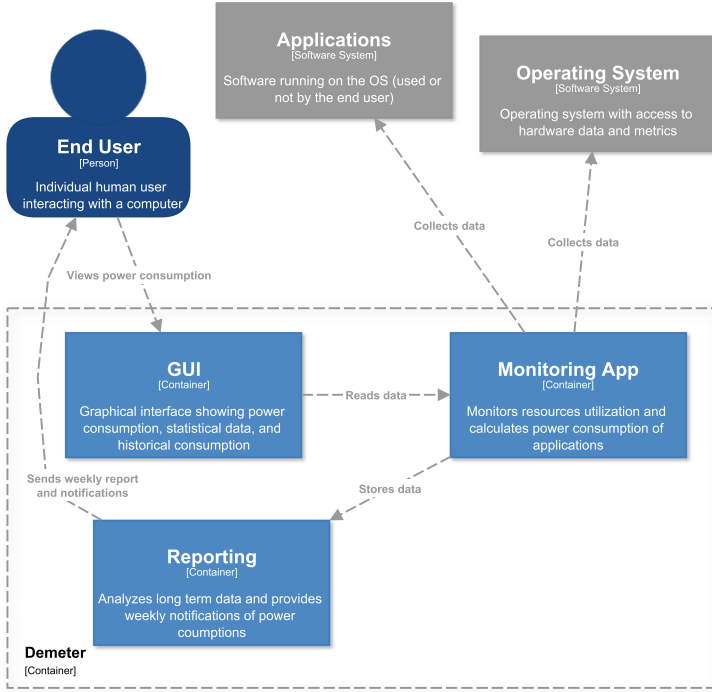 Applications
[Software System]
Software running on the OS (used or
not by the end user)
Operating System
[Software System]
Operating system with access to
hardware data and metrics
End User
[Person]
Individual human user
interacting with a computer
Collects data
Collects data
Views power consumption
GUI
[Container]
Graphical interface showing power
consumption, statistical data, and
historical consumption
Reads data
Monitoring App
[Container]
Monitors resources utilization and
calculates power consumption of
applications
Sends weekly report
and notifications
Stores data
Reporting
[Container]
Analyzes long term data and provides
weekly notifications of power
coumptions
Demeter
[Container]